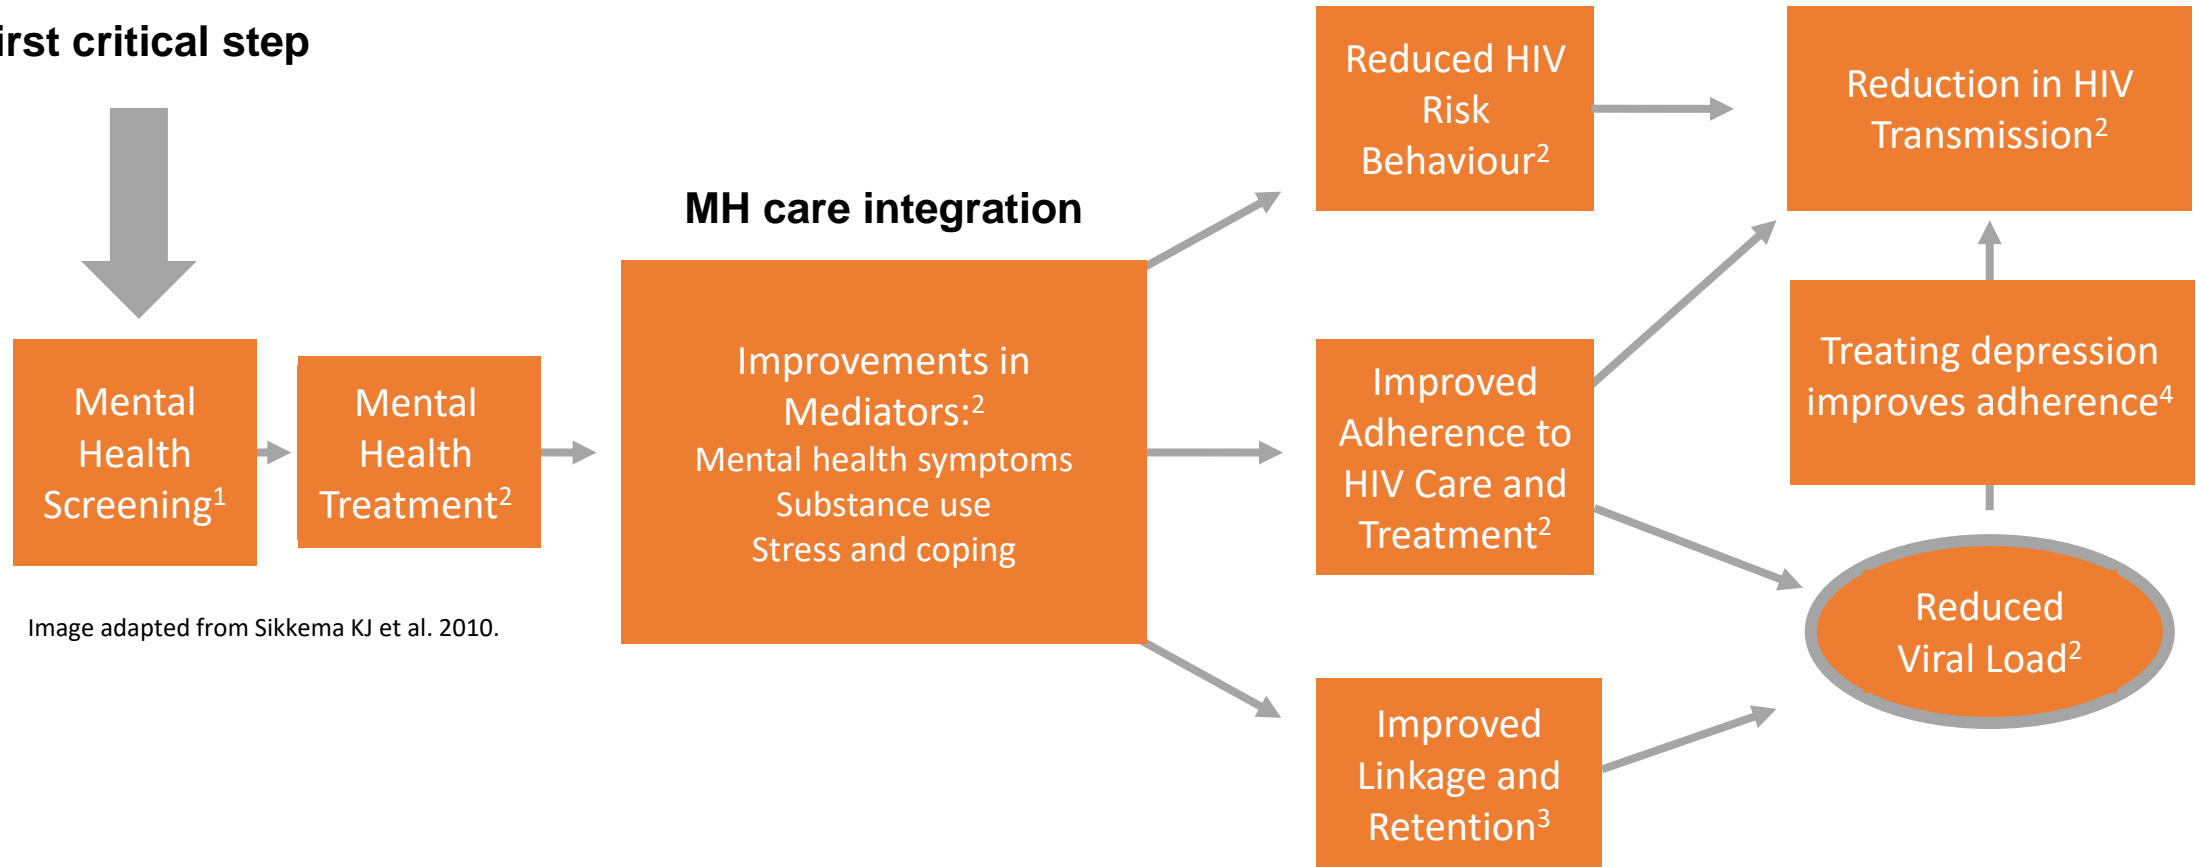 irst critical step
MH care integration
Mental
Health
Screening¹
Mental
Health
Treatment²
Improvements in
Mediators:²
Mental health symptoms
Substance use
Stress and coping
Reduced HIV
Risk
Behaviour²
Improved
Adherence to
HIV Care and
Treatment²
Improved
Linkage and
Retention³
Reduction in HIV
Transmission²
Treating depression
improves adherence⁴
Reduced
Viral Load²
Image adapted from Sikkema KJ et al. 2010.